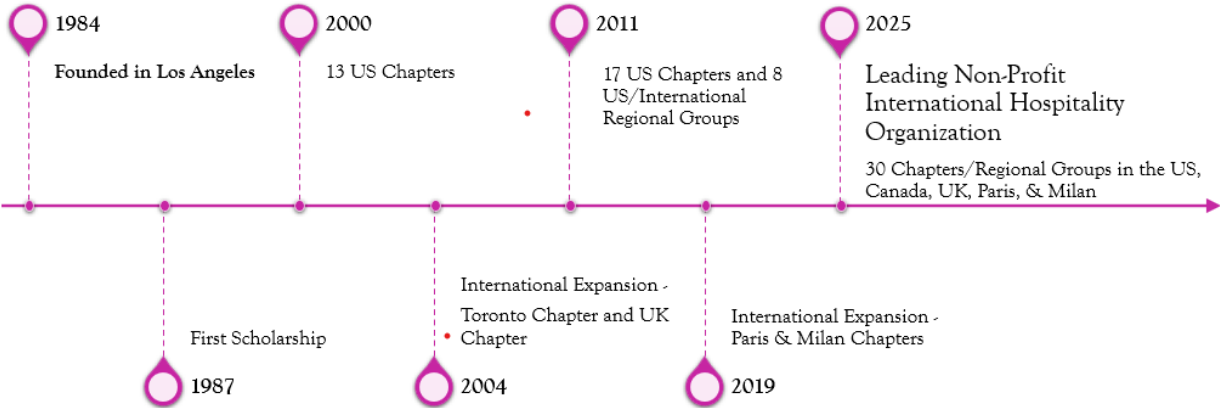 1984
Founded in Los Angeles
2000
13 US Chapters
2011
17 US Chapters and 8
US/International
Regional Groups
2025
Leading Non-Profit
International Hospitality
Organization
30 Chapters/Regional Groups in the US,
Canada, UK, Paris, & Milan
First Scholarship
1987
International Expansion -
Toronto Chapter and UK
Chapter
2004
International Expansion -
Paris & Milan Chapters
2019